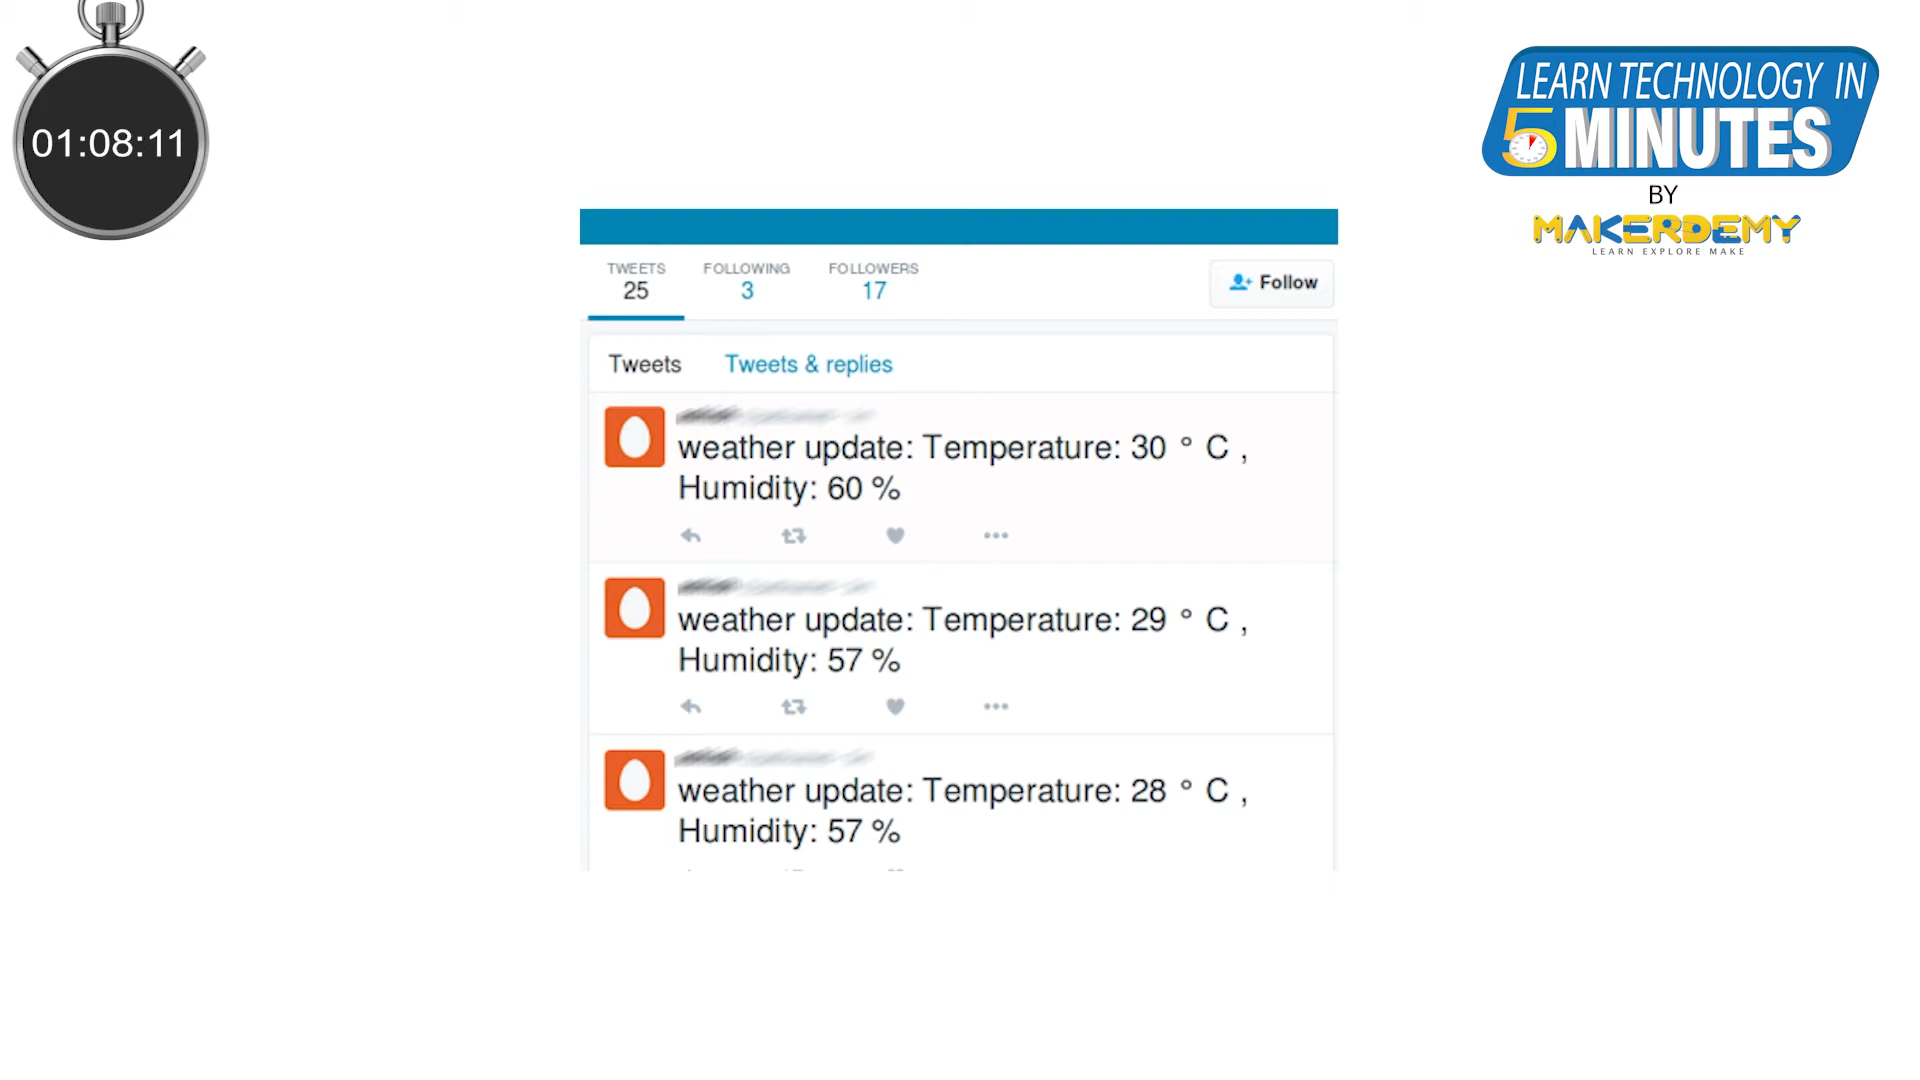 01:08:11
LEARN TECHNOLOGY IN
5 MINUTES
BY
MAKERDEMY
LEARN EXPLORE MAKE
TWEETS FOLLOWING FOLLOWERS
25 3 17
Follow
Tweets Tweets & replies
weather update: Temperature: 30 ° C ,
Humidity: 60 %
weather update: Temperature: 29 ° C ,
Humidity: 57 %
weather update: Temperature: 28 ° C ,
Humidity: 57 %